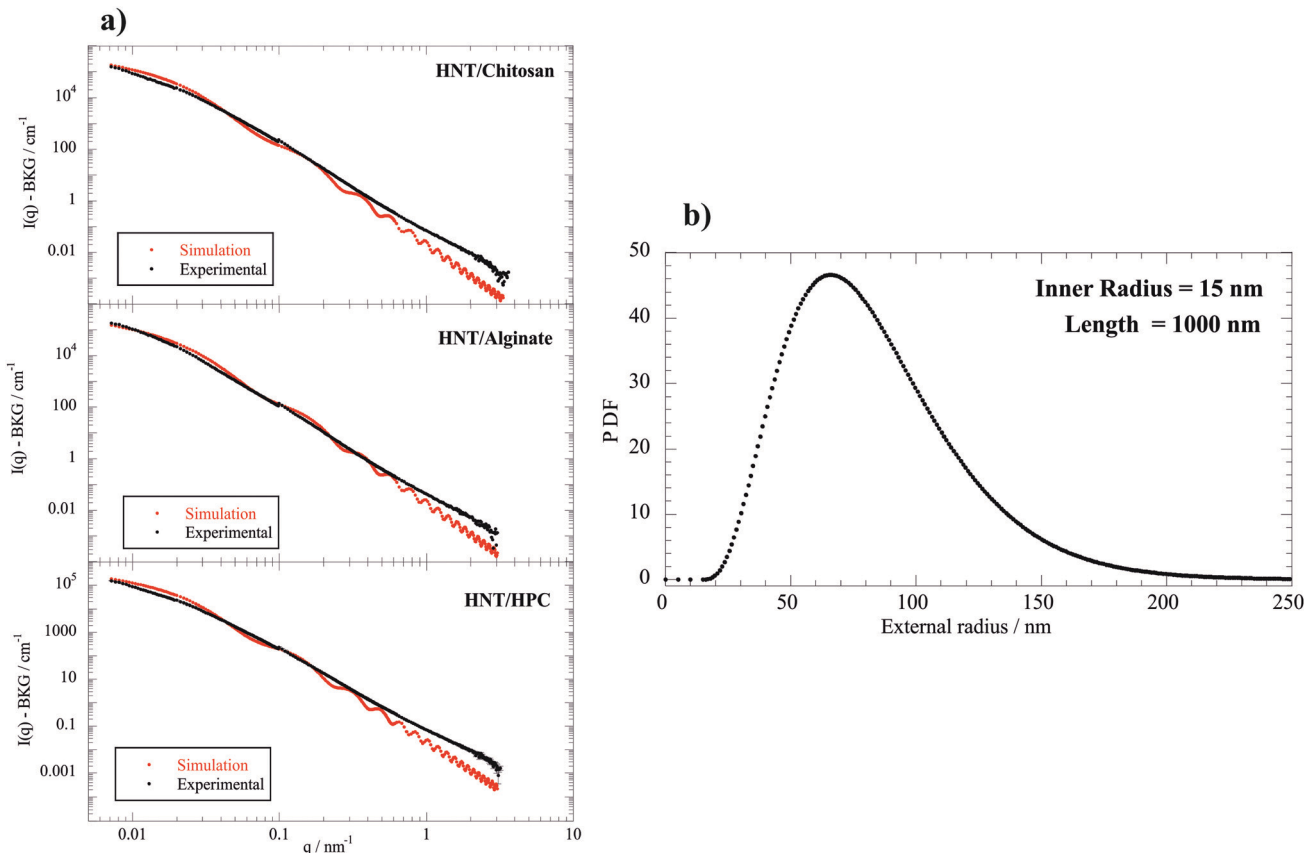 a)
HNT/Chitosan
10^4
100
1
0.01
I(q) - BKG / cm^-1
Simulation
Experimental
HNT/Alginate
10^4
100
1
0.01
I(q) - BKG / cm^-1
Simulation
Experimental
HNT/HPC
10^5
1000
10
0.1
0.001
I(q) - BKG / cm^-1
Simulation
Experimental
0.01 0.1 1 10
q / nm^-1
b)
Inner Radius = 15 nm
Length = 1000 nm
50
40
30
20
10
0
PDF
0 50 100 150 200 250
External radius / nm